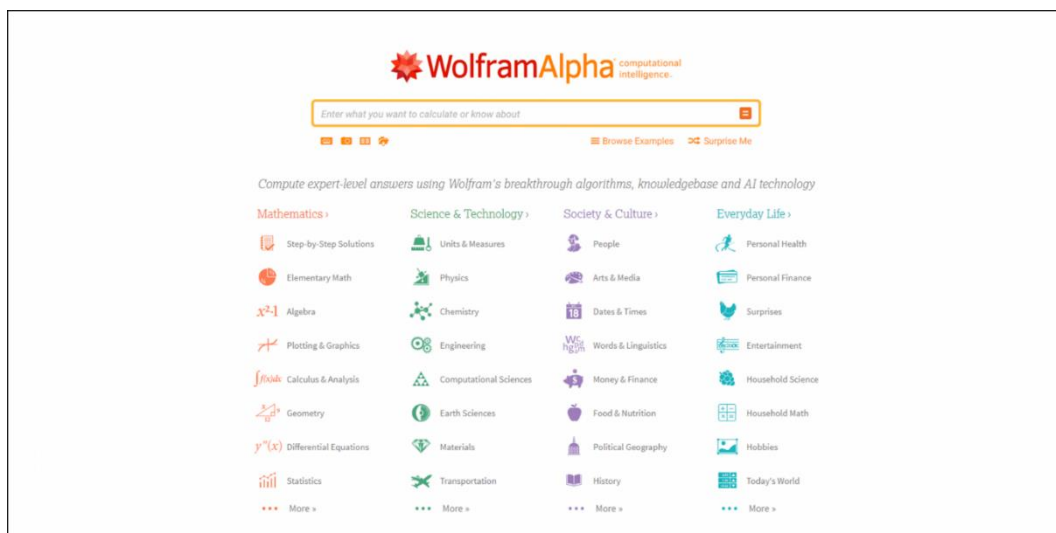 WolframAlpha computational intelligence.
Enter what you want to calculate or know about
Browse Examples Surprise Me
Compute expert-level answers using Wolfram's breakthrough algorithms, knowledgebase and AI technology
Mathematics ›
Step-by-Step Solutions
Elementary Math
x²-1 Algebra
Plotting & Graphics
∫f(x)dx Calculus & Analysis
Geometry
y″(x) Differential Equations
Statistics
More »
Science & Technology ›
Units & Measures
Physics
Chemistry
Engineering
Computational Sciences
Earth Sciences
Materials
Transportation
More »
Society & Culture ›
People
Arts & Media
18 Dates & Times
Words & Linguistics
Money & Finance
Food & Nutrition
Political Geography
History
More »
Everyday Life ›
Personal Health
Personal Finance
Surprises
Entertainment
Household Science
Household Math
Hobbies
Today's World
More »